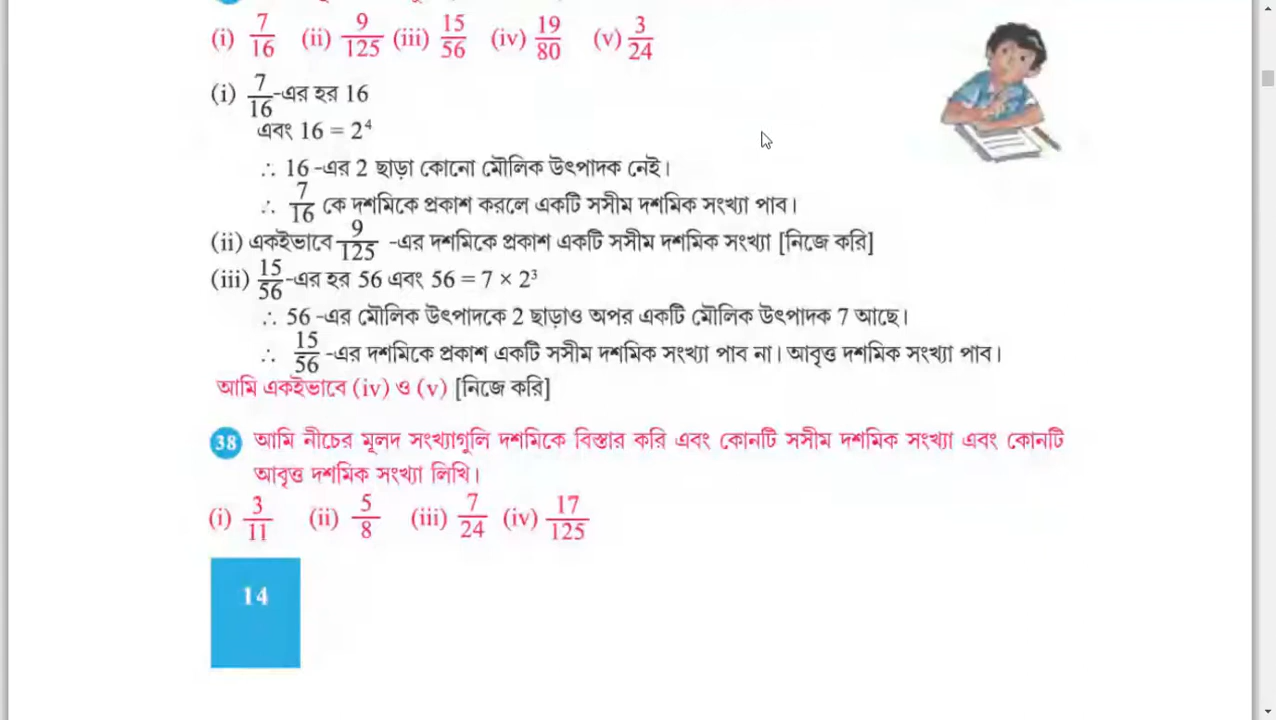 (i) 7/16 (ii) 9/125 (iii) 15/56 (iv) 19/80 (v) 3/24
(i) 7/16-এর হর 16
এবং 16 = 2⁴
∴ 16 -এর 2 ছাড়া কোনো মৌলিক উৎপাদক নেই।
∴ 7/16 কে দশমিকে প্রকাশ করলে একটি সসীম দশমিক সংখ্যা পাব।
(ii) একইভাবে 9/125 -এর দশমিকে প্রকাশ একটি সসীম দশমিক সংখ্যা [নিজে করি]
(iii) 15/56-এর হর 56 এবং 56 = 7 × 2³
∴ 56 -এর মৌলিক উৎপাদকে 2 ছাড়াও অপর একটি মৌলিক উৎপাদক 7 আছে।
∴ 15/56 -এর দশমিকে প্রকাশ একটি সসীম দশমিক সংখ্যা পাব না। আবৃত্ত দশমিক সংখ্যা পাব।
আমি একইভাবে (iv) ও (v) [নিজে করি]
38 আমি নীচের মূলদ সংখ্যাগুলি দশমিকে বিস্তার করি এবং কোনটি সসীম দশমিক সংখ্যা এবং কোনটি
আবৃত্ত দশমিক সংখ্যা লিখি।
(i) 3/11 (ii) 5/8 (iii) 7/24 (iv) 17/125
14